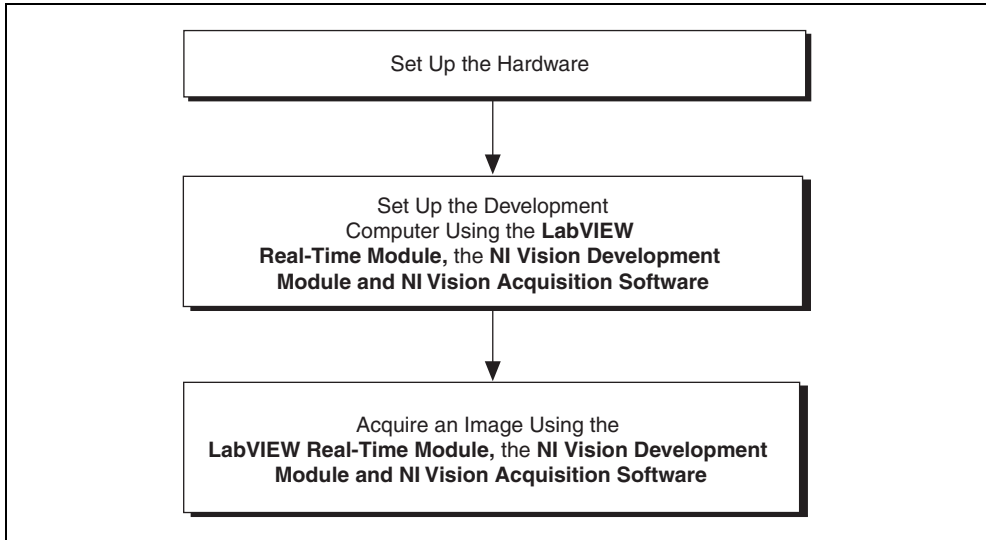 Set Up the Hardware
Set Up the Development
Computer Using the LabVIEW
Real-Time Module, the NI Vision Development
Module and NI Vision Acquisition Software
Acquire an Image Using the
LabVIEW Real-Time Module, the NI Vision Development
Module and NI Vision Acquisition Software